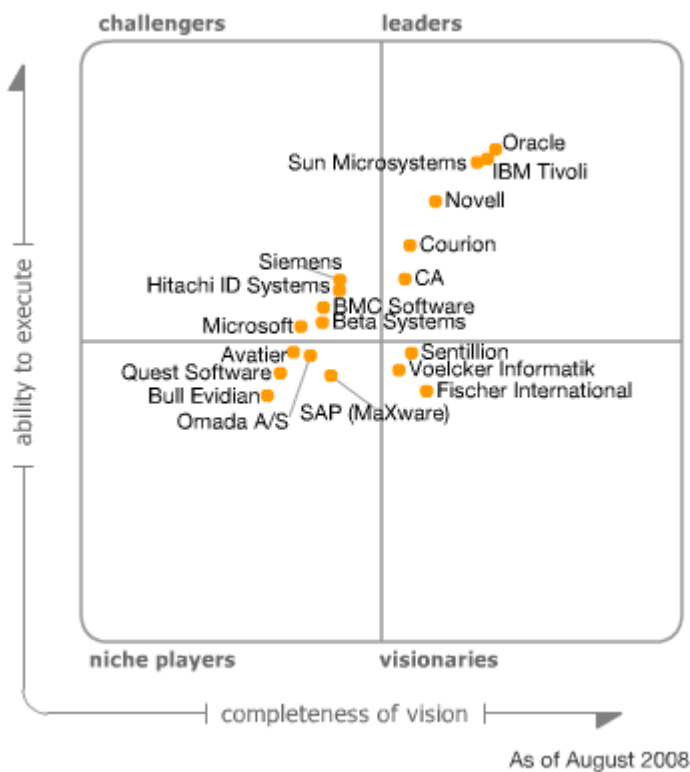 challengers
leaders
Oracle
Sun Microsystems
IBM Tivoli
Novell
Courion
Siemens
CA
Hitachi ID Systems
BMC Software
Microsoft
Beta Systems
Avatier
Sentillion
Quest Software
Voelcker Informatik
Bull Evidian
Fischer International
Omada A/S
SAP (MaXware)
ability to execute
niche players
visionaries
completeness of vision
As of August 2008